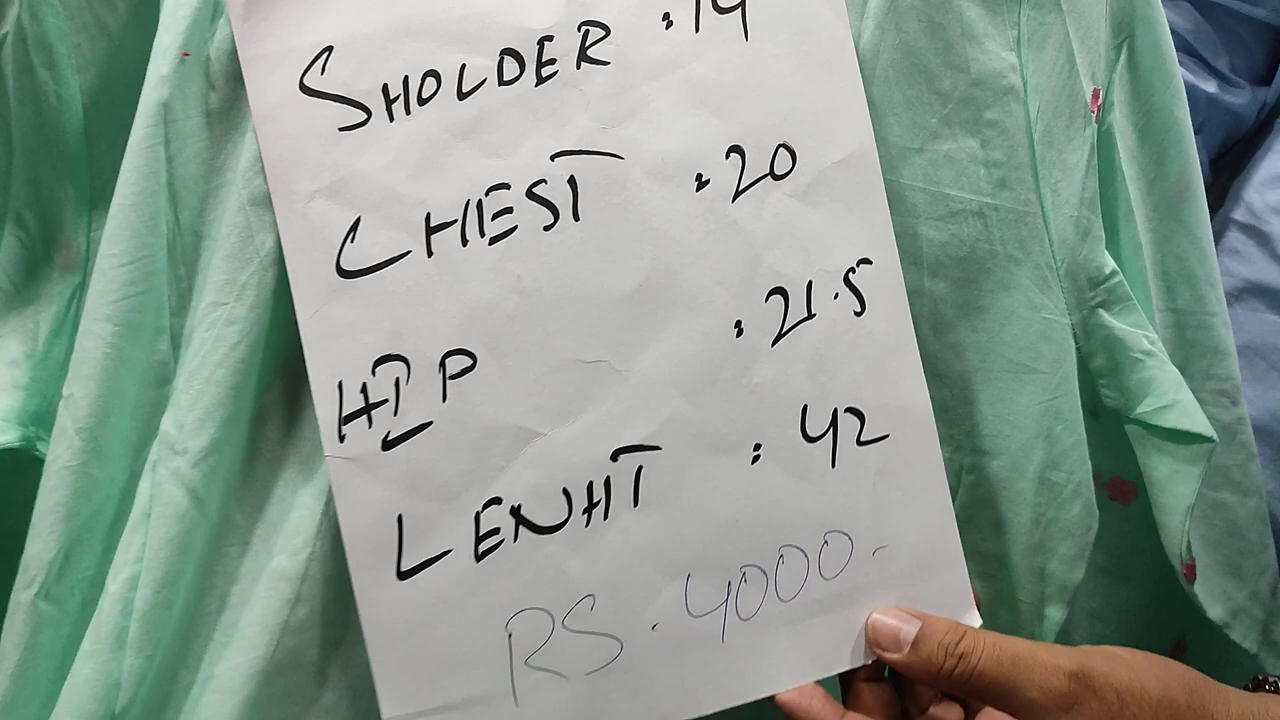 SHOLDER : 14
CHEST : 20
HIP : 21.5
LENHT : 42
RS. 4000.-